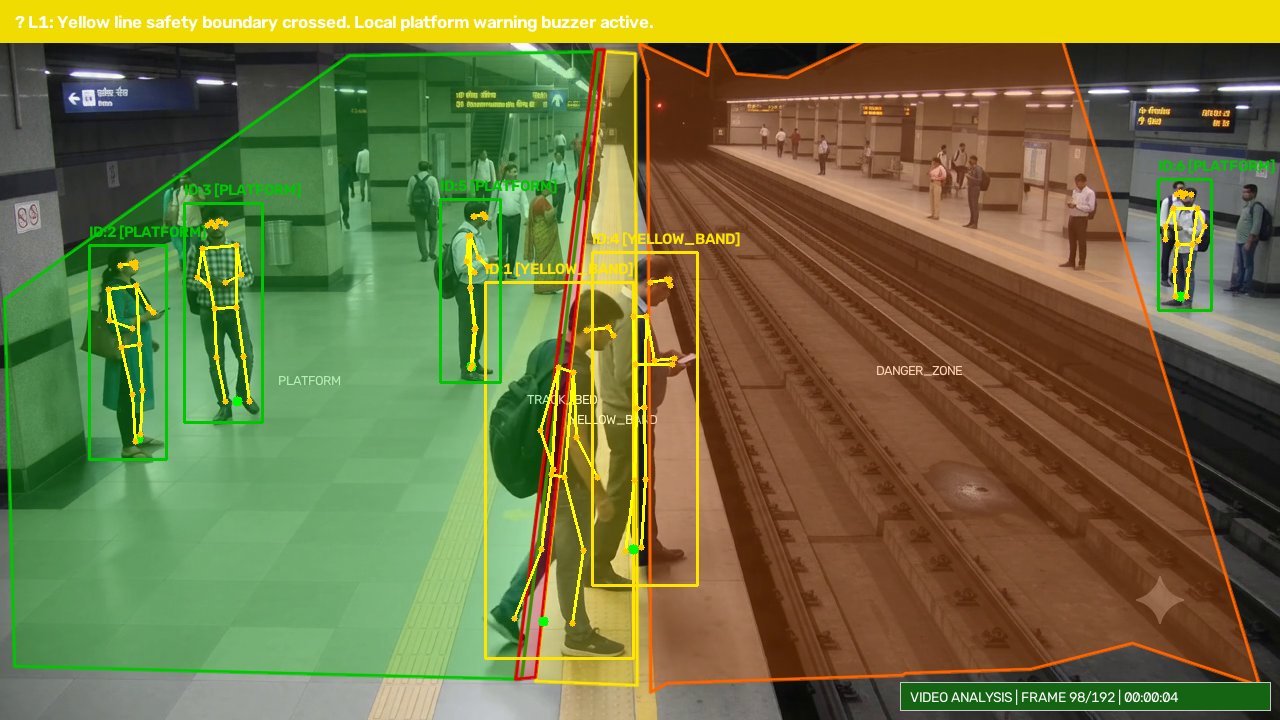 ? L1: Yellow line safety boundary crossed. Local platform warning buzzer active.
ID:6 [PLATFORM]
ID:3 [PLATFORM]
ID:5 [PLATFORM]
ID:2 [PLATFORM]
ID:4 [YELLOW_BAND]
ID:1 [YELLOW_BAND]
DANGER_ZONE
PLATFORM
TRACK_BED
YELLOW_BAND
VIDEO ANALYSIS | FRAME 98/192 | 00:00:04